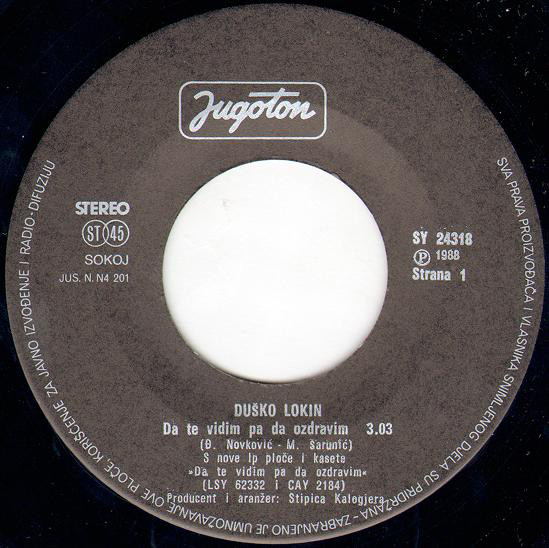 Jugoton
STEREO
ST 45
SOKOJ
JUS. N. N4 201
SY 24318
Ⓟ 1988
Strana 1
DUŠKO LOKIN
Da te vidim pa da ozdravim 3.03
(Đ. Novković - M. Sarunić)
S nove lp ploče i kasete
»Da te vidim pa da ozdravim«
(LSY 62332 i CAY 2184)
Producent i aranžer: Stipica Kalogjera
SVA PRAVA PROIZVOĐAČA I VLASNIKA SNIMLJENOG DJELA SU PRIDRŽANA - ZABRANJENO JE UMNOŽAVANJE OVE PLOČE KORIŠĆENJE ZA JAVNO IZVOĐENJE I RADIO-DIFUZIJU